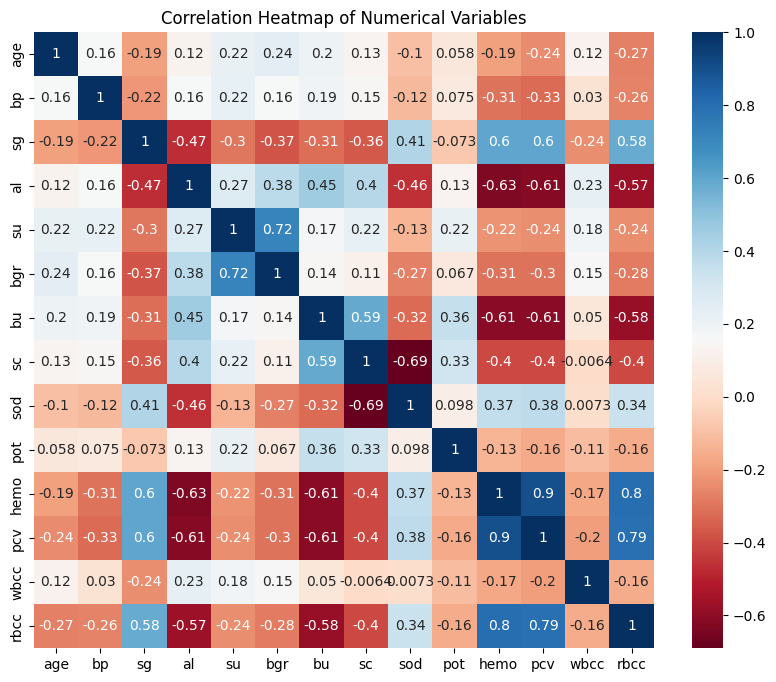 Correlation Heatmap of Numerical Variables
age 1 0.16 -0.19 0.12 0.22 0.24 0.2 0.13 -0.1 0.058 -0.19 -0.24 0.12 -0.27
bp 0.16 1 -0.22 0.16 0.22 0.16 0.19 0.15 -0.12 0.075 -0.31 -0.33 0.03 -0.26
sg -0.19 -0.22 1 -0.47 -0.3 -0.37 -0.31 -0.36 0.41 -0.073 0.6 0.6 -0.24 0.58
al 0.12 0.16 -0.47 1 0.27 0.38 0.45 0.4 -0.46 0.13 -0.63 -0.61 0.23 -0.57
su 0.22 0.22 -0.3 0.27 1 0.72 0.17 0.22 -0.13 0.22 -0.22 -0.24 0.18 -0.24
bgr 0.24 0.16 -0.37 0.38 0.72 1 0.14 0.11 -0.27 0.067 -0.31 -0.3 0.15 -0.28
bu 0.2 0.19 -0.31 0.45 0.17 0.14 1 0.59 -0.32 0.36 -0.61 -0.61 0.05 -0.58
sc 0.13 0.15 -0.36 0.4 0.22 0.11 0.59 1 -0.69 0.33 -0.4 -0.4 -0.0064 -0.4
sod -0.1 -0.12 0.41 -0.46 -0.13 -0.27 -0.32 -0.69 1 0.098 0.37 0.38 0.0073 0.34
pot 0.058 0.075 -0.073 0.13 0.22 0.067 0.36 0.33 0.098 1 -0.13 -0.16 -0.11 -0.16
hemo -0.19 -0.31 0.6 -0.63 -0.22 -0.31 -0.61 -0.4 0.37 -0.13 1 0.9 -0.17 0.8
pcv -0.24 -0.33 0.6 -0.61 -0.24 -0.3 -0.61 -0.4 0.38 -0.16 0.9 1 -0.2 0.79
wbcc 0.12 0.03 -0.24 0.23 0.18 0.15 0.05 -0.0064 0.0073 -0.11 -0.17 -0.2 1 -0.16
rbcc -0.27 -0.26 0.58 -0.57 -0.24 -0.28 -0.58 -0.4 0.34 -0.16 0.8 0.79 -0.16 1
age bp sg al su bgr bu sc sod pot hemo pcv wbcc rbcc
1.0
0.8
0.6
0.4
0.2
0.0
−0.2
−0.4
−0.6